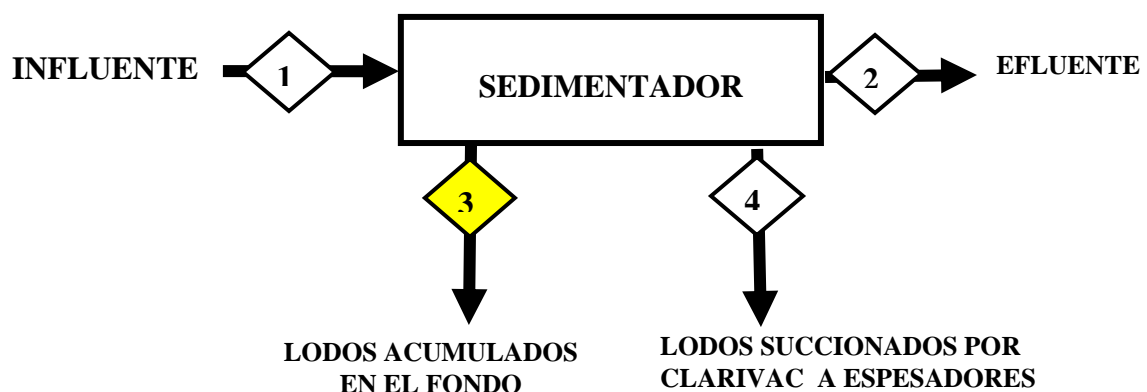 INFLUENTE
1
SEDIMENTADOR
2
EFLUENTE
3
4
LODOS ACUMULADOS
EN EL FONDO
LODOS SUCCIONADOS POR
CLARIVAC A ESPESADORES